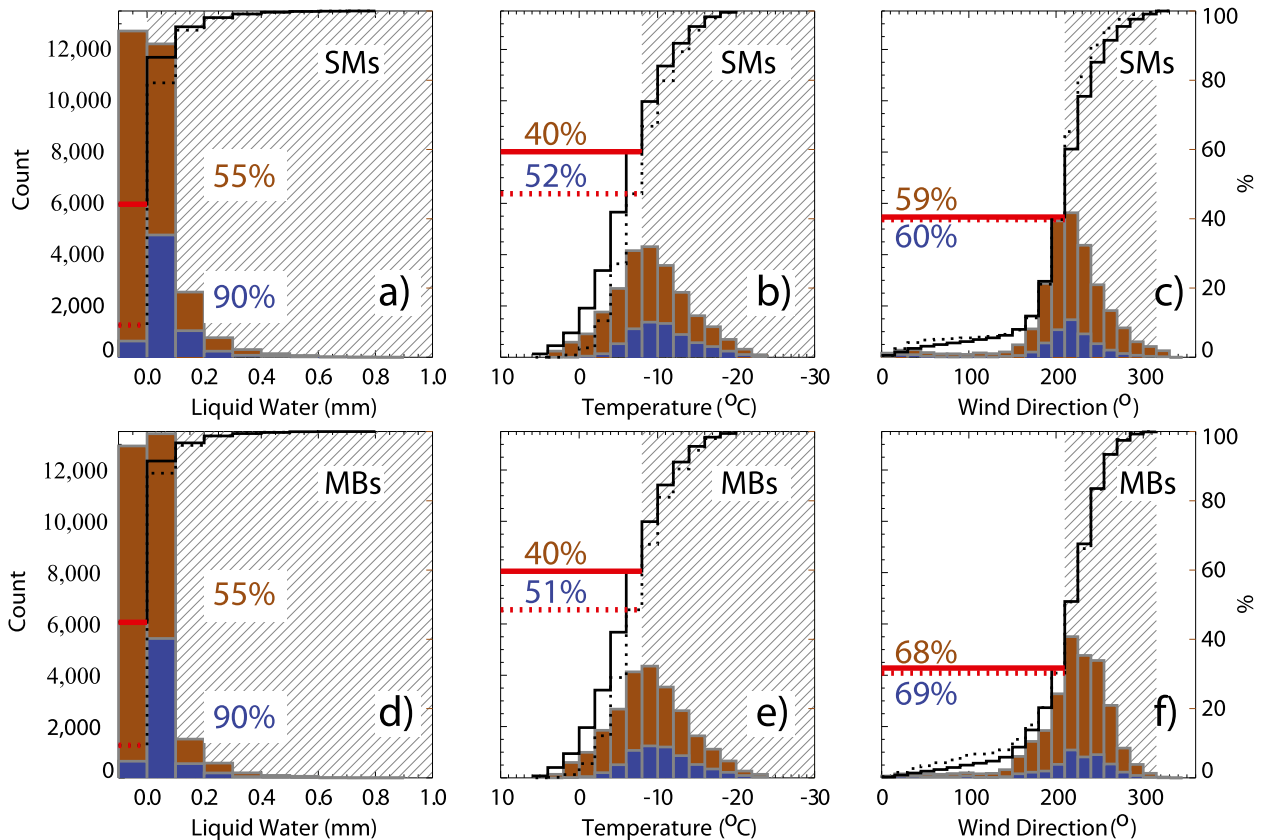 12,000
10,000
8,000
6,000
4,000
2,000
0
Count
SMs
55%
90%
a)
0.0 0.2 0.4 0.6 0.8 1.0
Liquid Water (mm)
SMs
40%
52%
b)
10 0 -10 -20 -30
Temperature (°C)
SMs
59%
60%
c)
0 100 200 300
Wind Direction (°)
100
80
60
40
20
0
%
12,000
10,000
8,000
6,000
4,000
2,000
0
Count
MBs
55%
90%
d)
0.0 0.2 0.4 0.6 0.8 1.0
Liquid Water (mm)
MBs
40%
51%
e)
10 0 -10 -20 -30
Temperature (°C)
MBs
68%
69%
f)
0 100 200 300
Wind Direction (°)
100
80
60
40
20
0
%